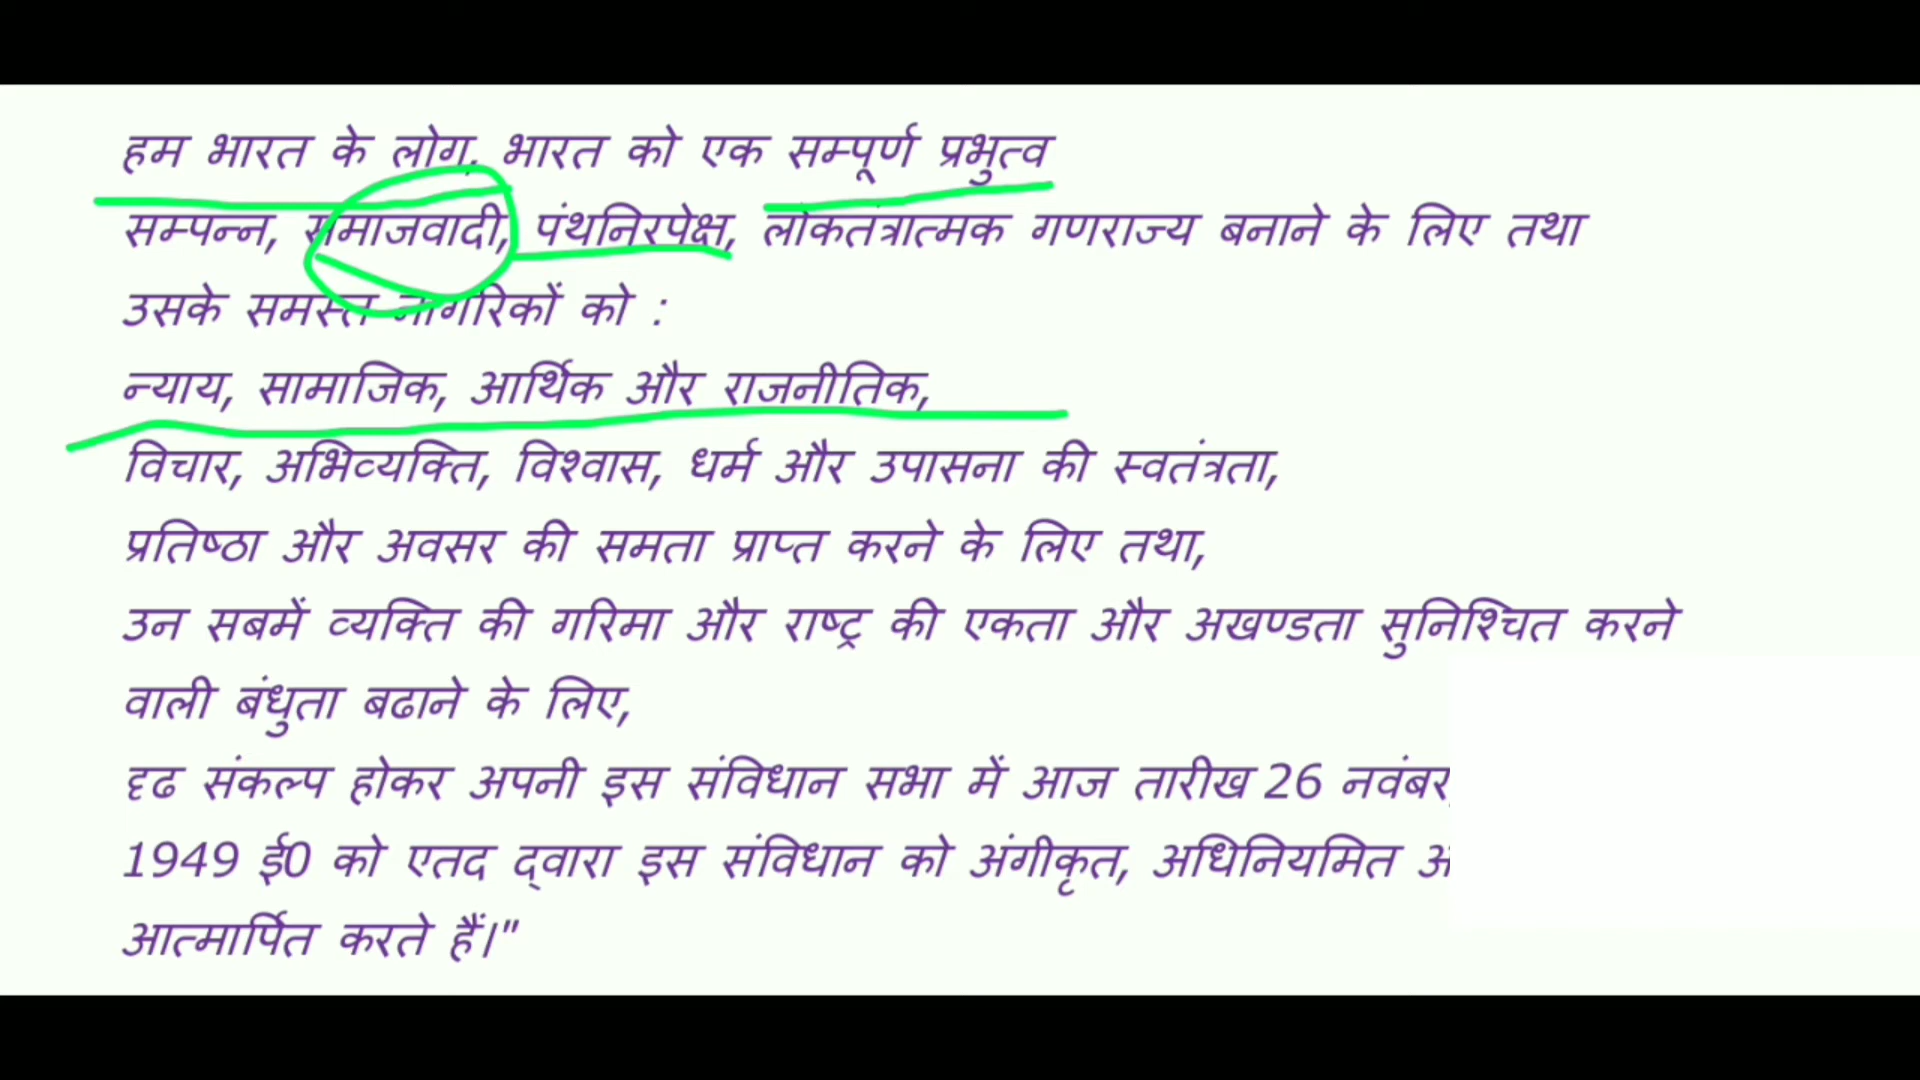 हम भारत के लोग, भारत को एक सम्पूर्ण प्रभुत्व
सम्पन्न, समाजवादी, पंथनिरपेक्ष, लोकतंत्रात्मक गणराज्य बनाने के लिए तथा
उसके समस्त नागरिकों को :
न्याय, सामाजिक, आर्थिक और राजनीतिक,
विचार, अभिव्यक्ति, विश्वास, धर्म और उपासना की स्वतंत्रता,
प्रतिष्ठा और अवसर की समता प्राप्त करने के लिए तथा,
उन सबमें व्यक्ति की गरिमा और राष्ट्र की एकता और अखण्डता सुनिश्चित करने
वाली बंधुता बढाने के लिए,
दृढ संकल्प होकर अपनी इस संविधान सभा में आज तारीख 26 नवंबर,
1949 ई0 को एतद द्वारा इस संविधान को अंगीकृत, अधिनियमित
आत्मार्पित करते हैं।"